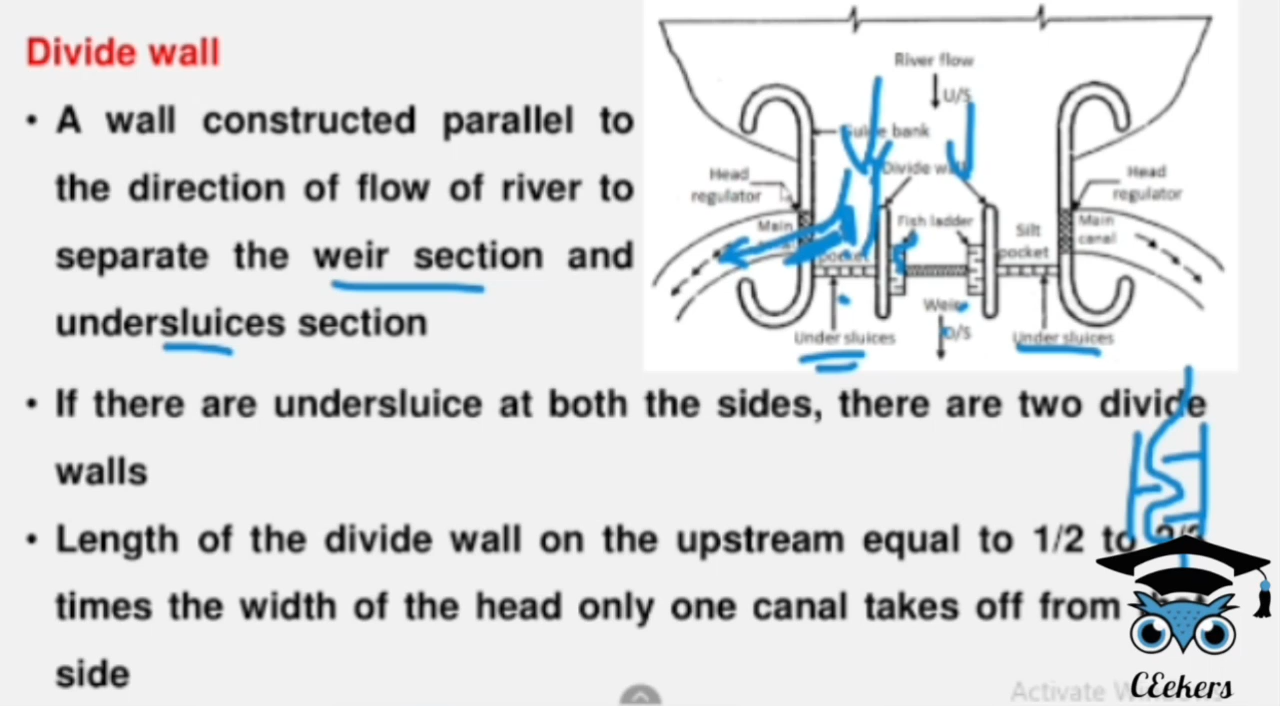 Divide wall
• A wall constructed parallel to
the direction of flow of river to
separate the weir section and
undersluices section
• If there are undersluice at both the sides, there are two divide
walls
• Length of the divide wall on the upstream equal to 1/2 to
times the width of the head only one canal takes off from
side
River flow
U/S
bank
Divide
Head
regulator
Head
regulator
Main
Fish ladder
Silt
pocket
Main
canal
pocket
Weir
D/S
Under sluices
Under sluices
CEekers
Activate